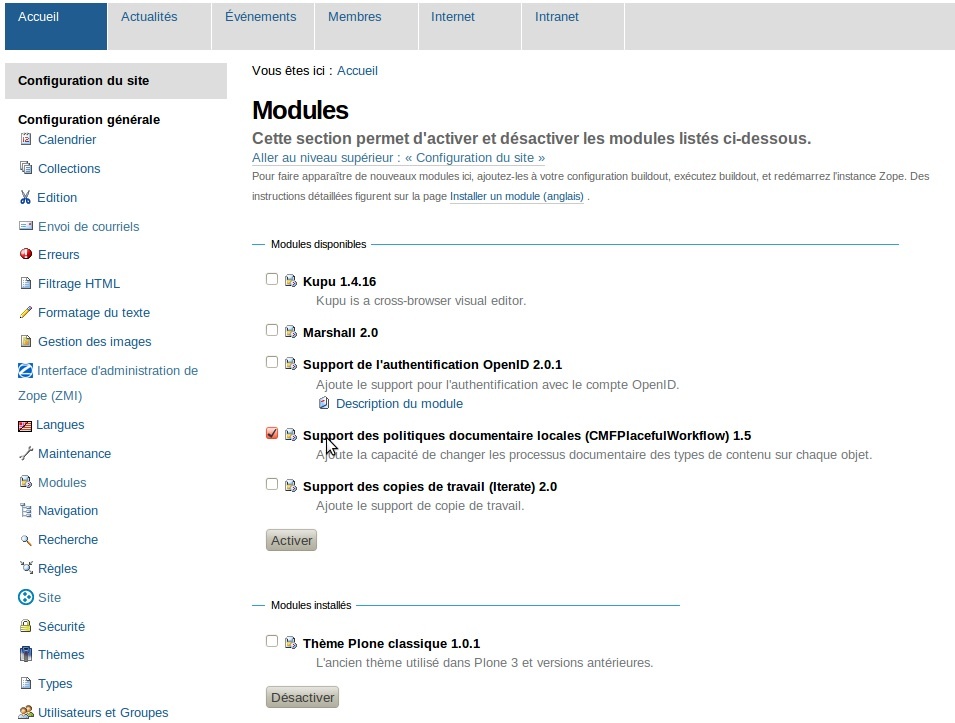 Accueil
Actualités
Événements
Membres
Internet
Intranet
Configuration du site
Configuration générale
Calendrier
Collections
Edition
Envoi de courriels
Erreurs
Filtrage HTML
Formatage du texte
Gestion des images
Interface d'administration de
Zope (ZMI)
Langues
Maintenance
Modules
Navigation
Recherche
Règles
Site
Sécurité
Thèmes
Types
Utilisateurs et Groupes
Vous êtes ici : Accueil
Modules
Cette section permet d'activer et désactiver les modules listés ci-dessous.
Aller au niveau supérieur : « Configuration du site »
Pour faire apparaître de nouveaux modules ici, ajoutez-les à votre configuration buildout, exécutez buildout, et redémarrez l'instance Zope. Des
instructions détaillées figurent sur la page Installer un module (anglais) .
Modules disponibles
Kupu 1.4.16
Kupu is a cross-browser visual editor.
Marshall 2.0
Support de l'authentification OpenID 2.0.1
Ajoute le support pour l'authentification avec le compte OpenID.
Description du module
Support des politiques documentaire locales (CMFPlacefulWorkflow) 1.5
Ajoute la capacité de changer les processus documentaire des types de contenu sur chaque objet.
Support des copies de travail (Iterate) 2.0
Ajoute le support de copie de travail.
Activer
Modules installés
Thème Plone classique 1.0.1
L'ancien thème utilisé dans Plone 3 et versions antérieures.
Désactiver